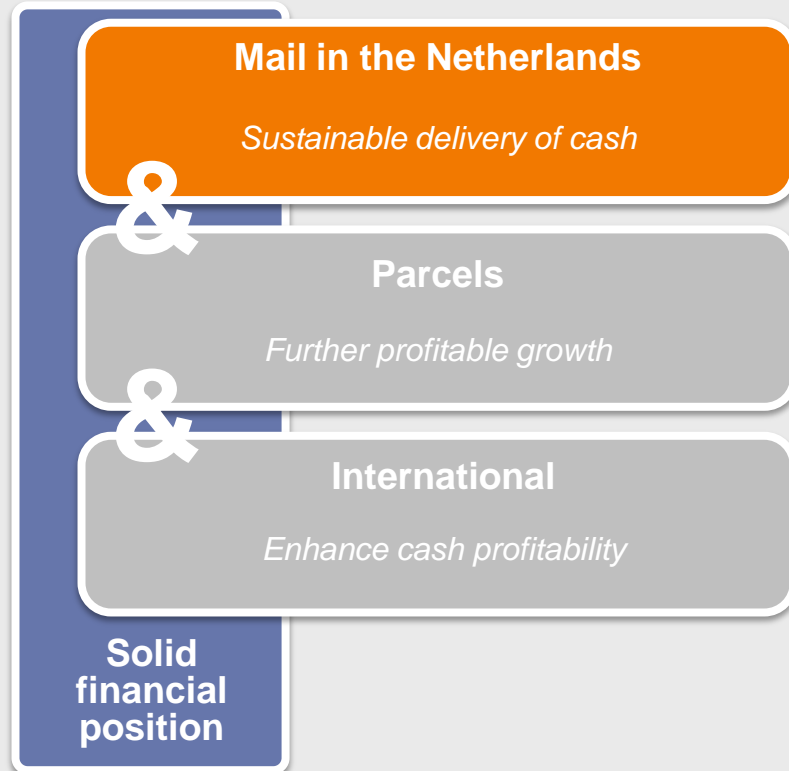 Mail in the Netherlands
Sustainable delivery of cash
&
Parcels
Further profitable growth
&
International
Enhance cash profitability
Solid
financial
position